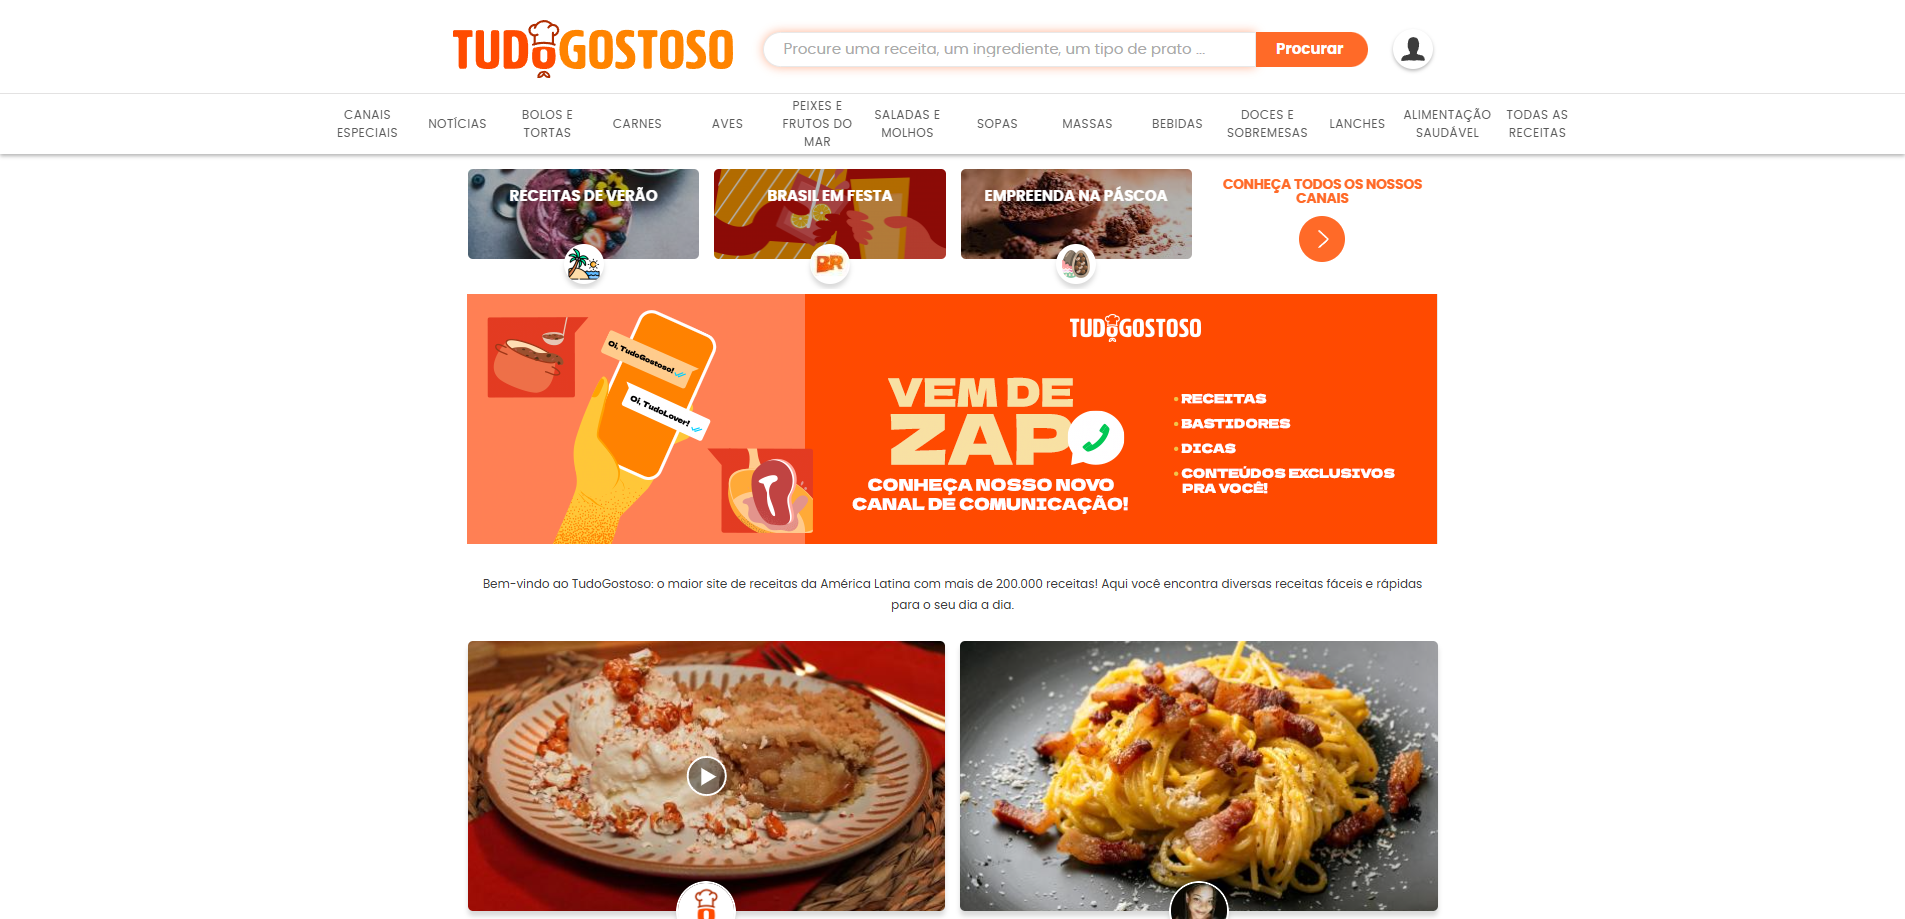 TUDOGOSTOSO
Procure uma receita, um ingrediente, um tipo de prato ...
Procurar
CANAIS
ESPECIAIS
NOTÍCIAS
BOLOS E
TORTAS
CARNES
AVES
PEIXES E
FRUTOS DO
MAR
SALADAS E
MOLHOS
SOPAS
MASSAS
BEBIDAS
DOCES E
SOBREMESAS
LANCHES
ALIMENTAÇÃO
SAUDÁVEL
TODAS AS
RECEITAS
RECEITAS DE VERÃO
BRASIL EM FESTA
BR
EMPREENDA NA PÁSCOA
CONHEÇA TODOS OS NOSSOS
CANAIS
Oi, TudoGostoso!
Oi, TudoLover!
TUDOGOSTOSO
VEM DE
ZAP
CONHEÇA NOSSO NOVO
CANAL DE COMUNICAÇÃO!
• RECEITAS
• BASTIDORES
• DICAS
• CONTEÚDOS EXCLUSIVOS
PRA VOCÊ!
Bem-vindo ao TudoGostoso: o maior site de receitas da América Latina com mais de 200.000 receitas! Aqui você encontra diversas receitas fáceis e rápidas
para o seu dia a dia.